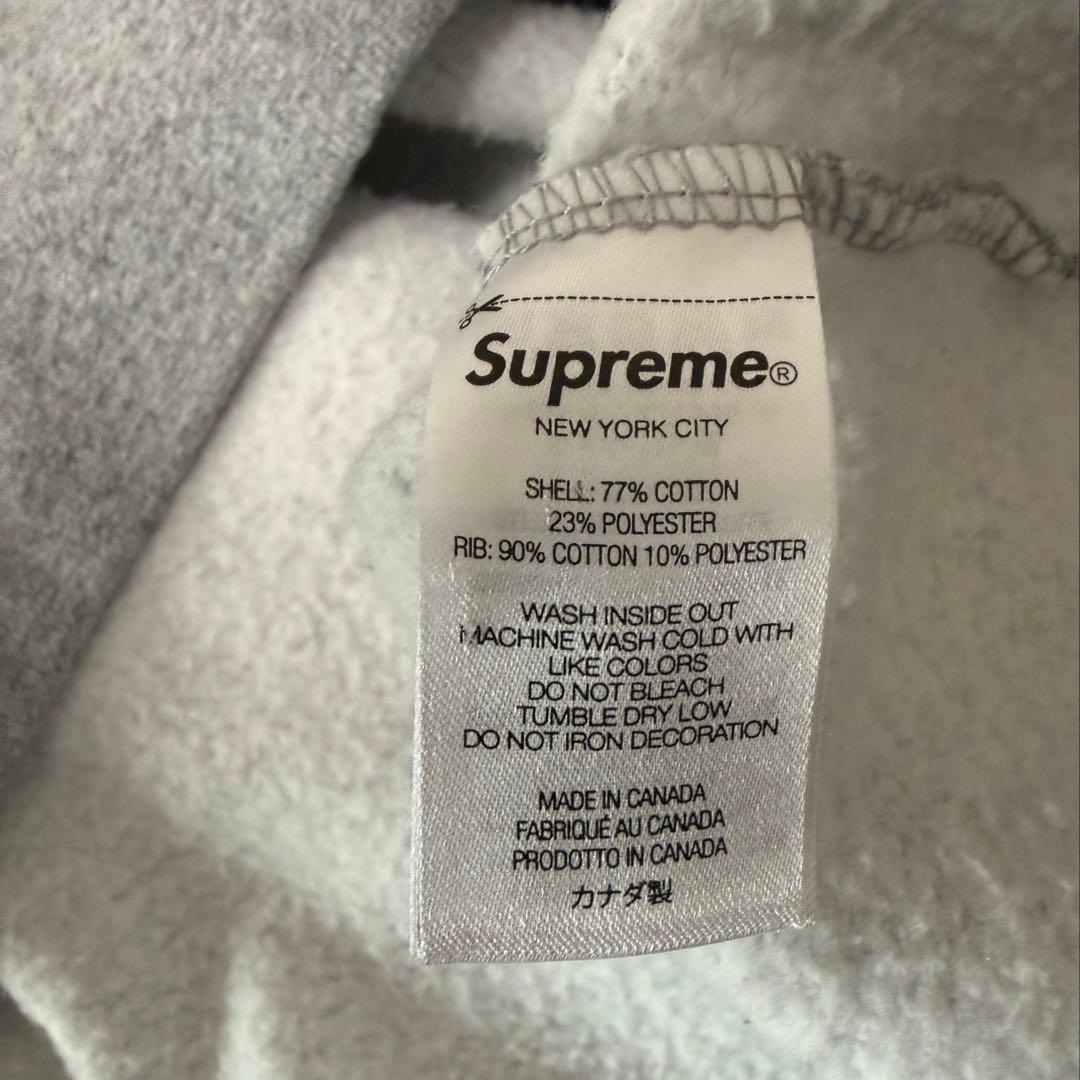 Supreme®
NEW YORK CITY
SHELL: 77% COTTON
23% POLYESTER
RIB: 90% COTTON 10% POLYESTER
WASH INSIDE OUT
MACHINE WASH COLD WITH
LIKE COLORS
DO NOT BLEACH
TUMBLE DRY LOW
DO NOT IRON DECORATION
MADE IN CANADA
FABRIQUÉ AU CANADA
PRODOTTO IN CANADA
カナダ製